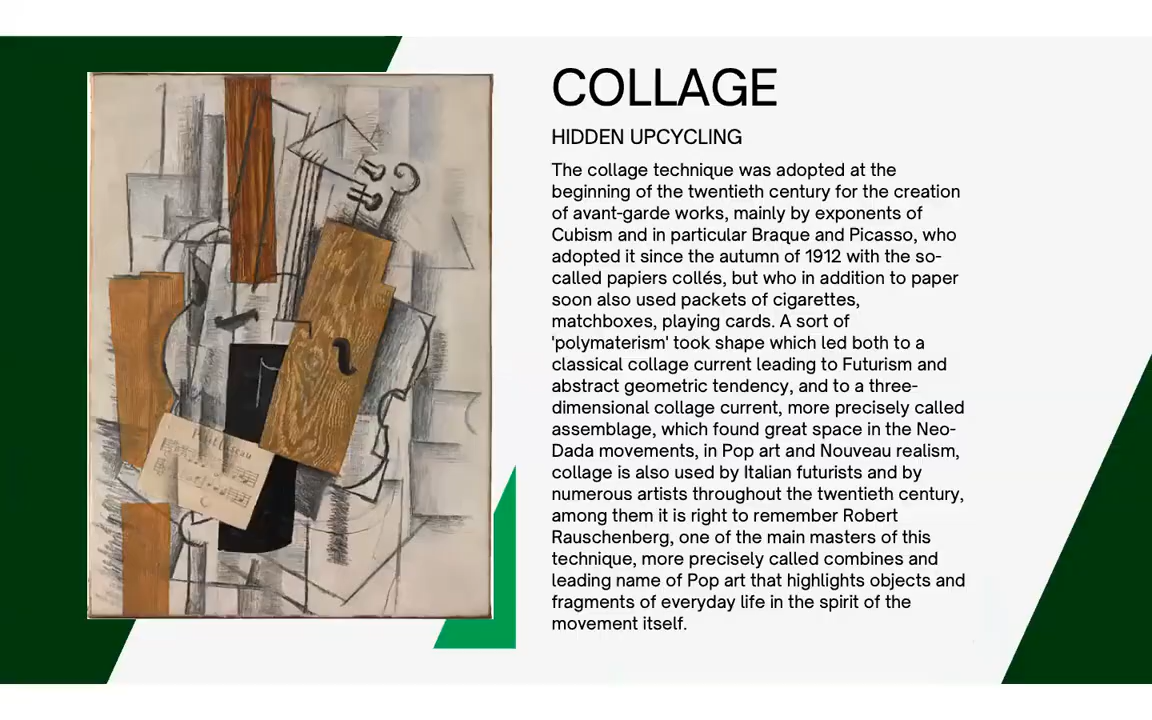 COLLAGE
HIDDEN UPCYCLING
The collage technique was adopted at the
beginning of the twentieth century for the creation
of avant-garde works, mainly by exponents of
Cubism and in particular Braque and Picasso, who
adopted it since the autumn of 1912 with the so-
called papiers collés, but who in addition to paper
soon also used packets of cigarettes,
matchboxes, playing cards. A sort of
'polymaterism' took shape which led both to a
classical collage current leading to Futurism and
abstract geometric tendency, and to a three-
dimensional collage current, more precisely called
assemblage, which found great space in the Neo-
Dada movements, in Pop art and Nouveau realism,
collage is also used by Italian futurists and by
numerous artists throughout the twentieth century,
among them it is right to remember Robert
Rauschenberg, one of the main masters of this
technique, more precisely called combines and
leading name of Pop art that highlights objects and
fragments of everyday life in the spirit of the
movement itself.